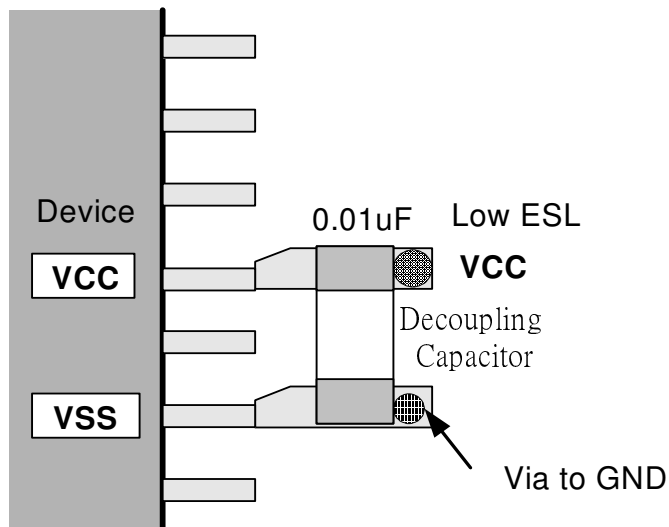 Device
0.01uF
Low ESL
VCC
VCC
Decoupling
Capacitor
VSS
Via to GND